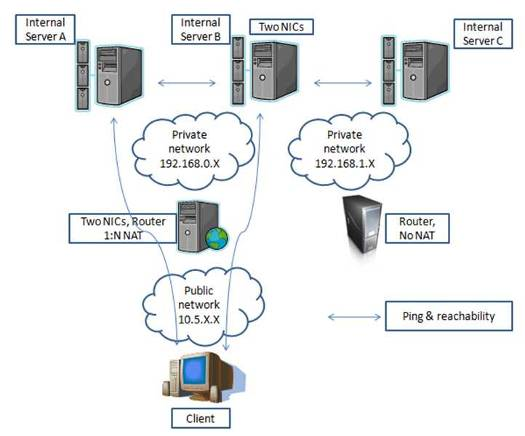 Internal
Server A
Internal
Server B
Two NICs
Internal
Server C
Private
network
192.168.0.X
Private
network
192.168.1.X
Two NICs, Router
1:N NAT
Router,
No NAT
Public
network
10.5.X.X
Ping & reachability
Client